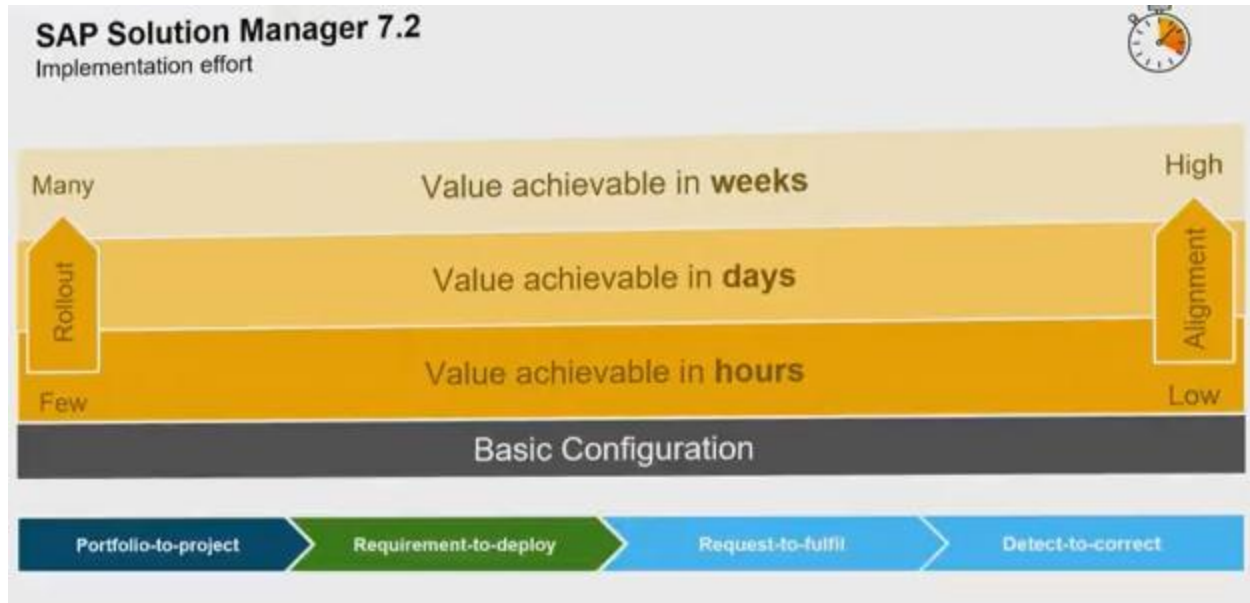 SAP Solution Manager 7.2
Implementation effort
Many
Value achievable in weeks
High
Rollout
Value achievable in days
Alignment
Few
Value achievable in hours
Low
Basic Configuration
Portfolio-to-project
Requirement-to-deploy
Request-to-fulfil
Detect-to-correct